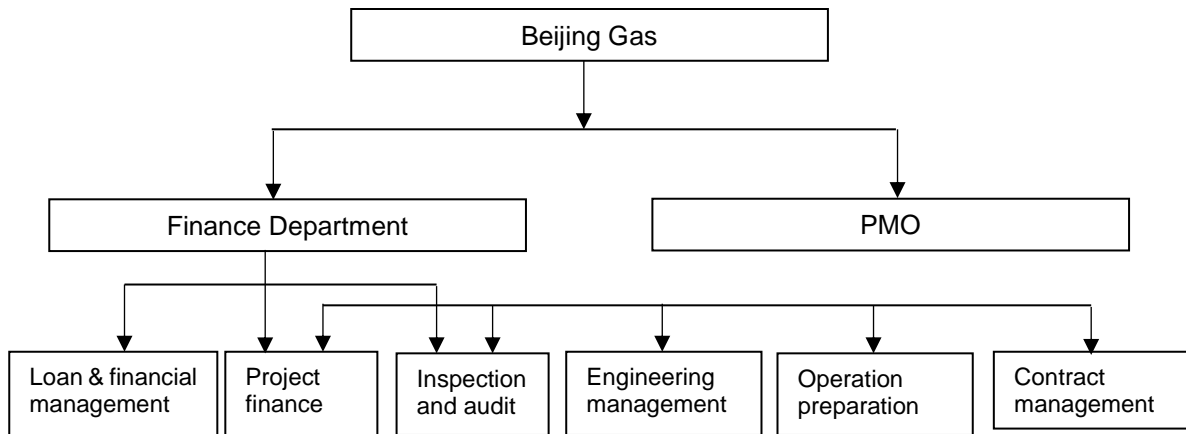 Beijing Gas
Finance Department
PMO
Loan & financial
management
Project
finance
Inspection
and audit
Engineering
management
Operation
preparation
Contract
management